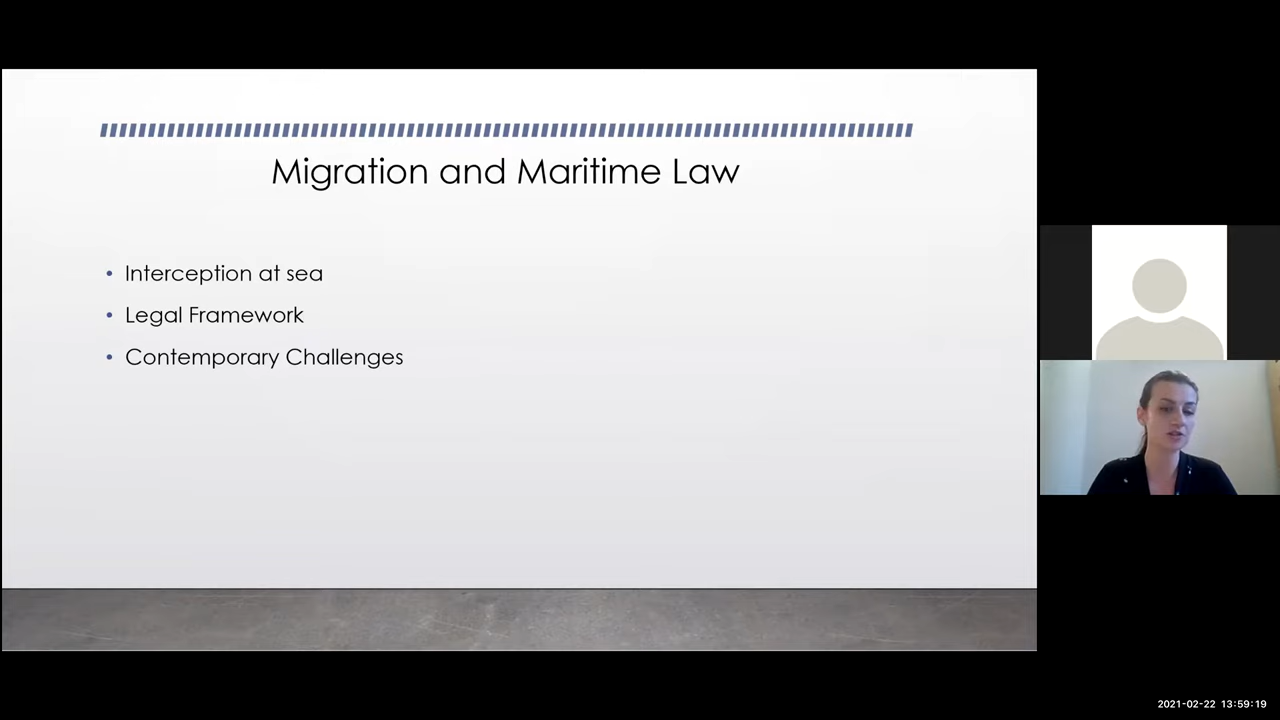 Migration and Maritime Law
• Interception at sea
• Legal Framework
• Contemporary Challenges
2021-02-22 13:59:19